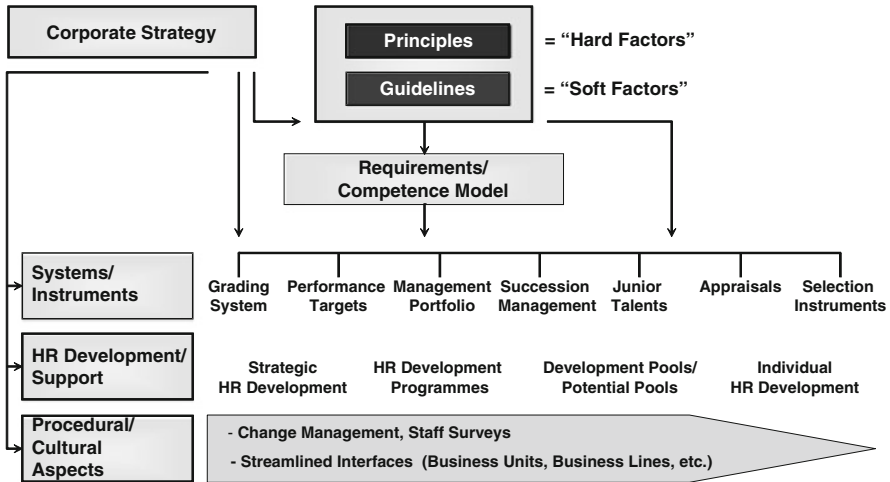 Corporate Strategy
Principles
= “Hard Factors”
Guidelines
= “Soft Factors”
Requirements/
Competence Model
Systems/
Instruments
Grading
System
Performance
Targets
Management
Portfolio
Succession
Management
Junior
Talents
Appraisals
Selection
Instruments
HR Development/
Support
Strategic
HR Development
HR Development
Programmes
Development Pools/
Potential Pools
Individual
HR Development
Procedural/
Cultural
Aspects
- Change Management, Staff Surveys
- Streamlined Interfaces (Business Units, Business Lines, etc.)